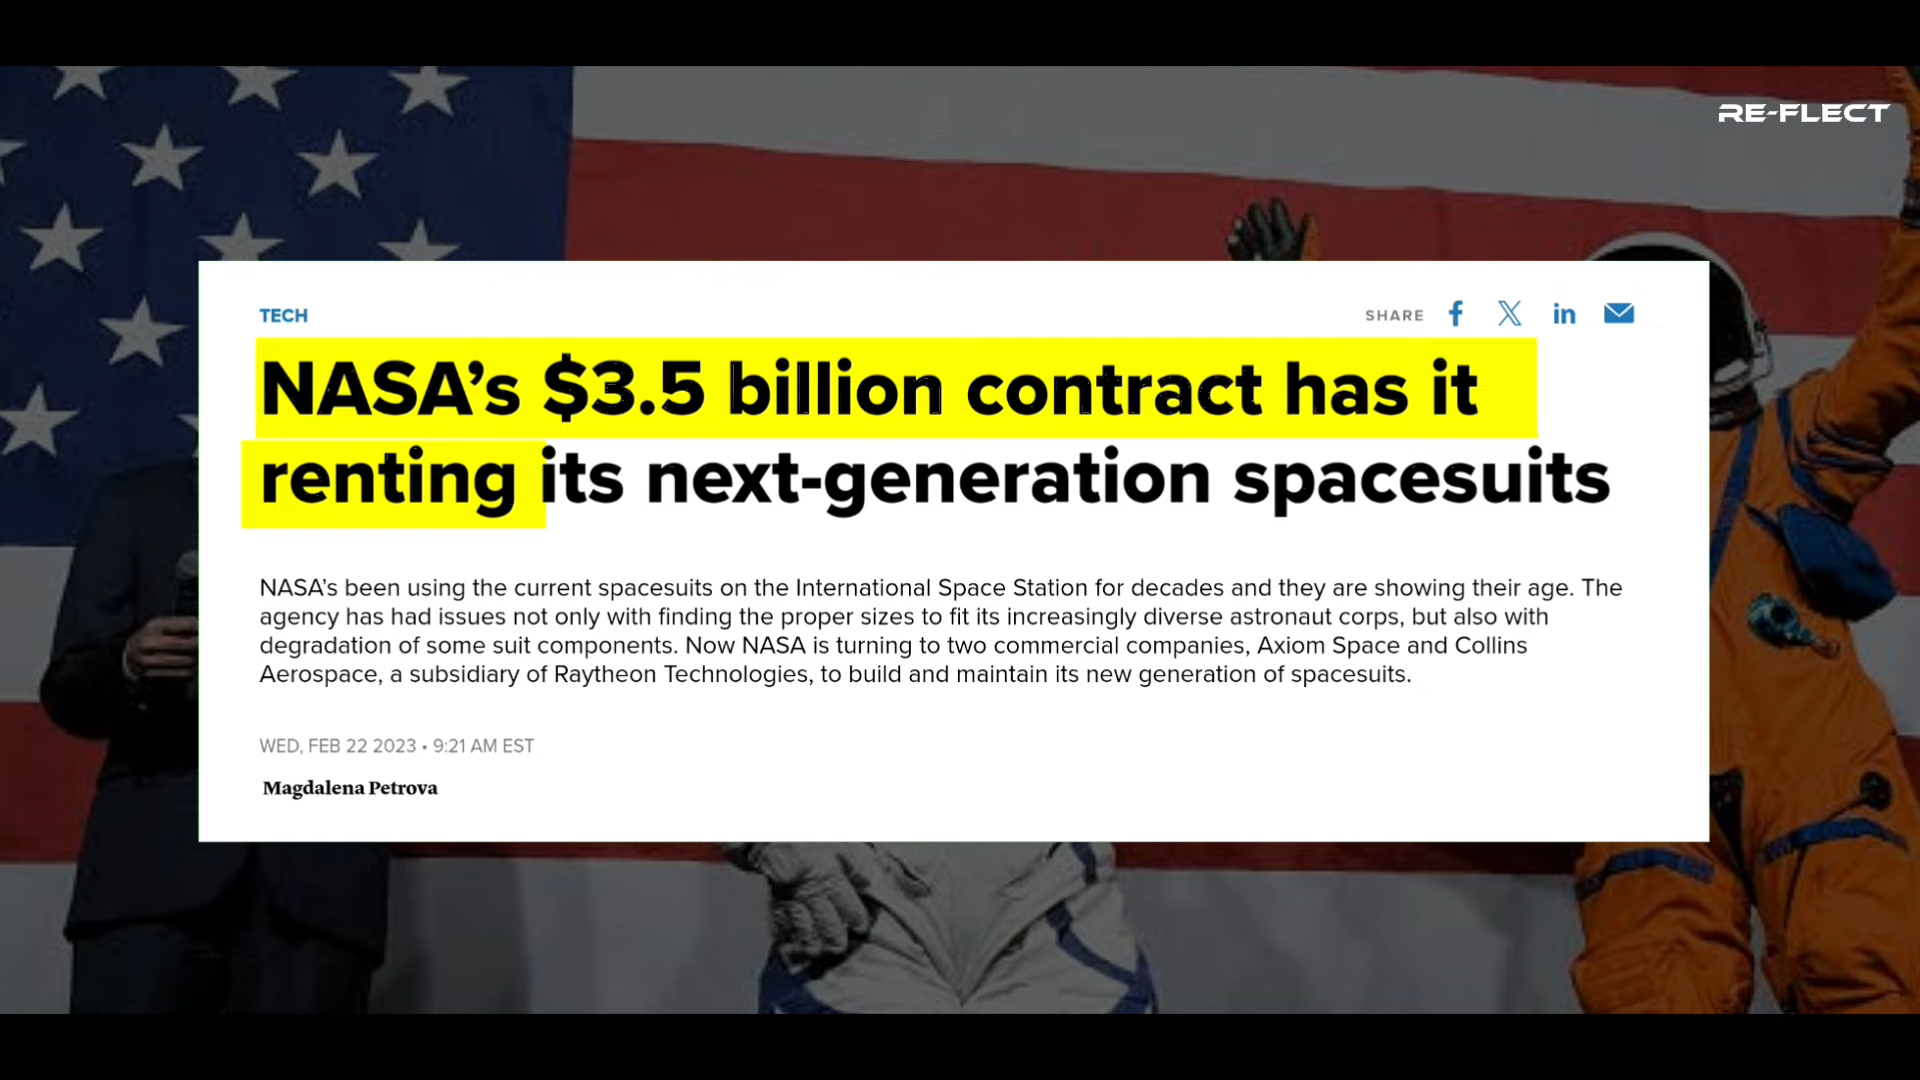 RE-FLECT
TECH
SHARE
NASA’s $3.5 billion contract has it
renting its next-generation spacesuits
NASA’s been using the current spacesuits on the International Space Station for decades and they are showing their age. The
agency has had issues not only with finding the proper sizes to fit its increasingly diverse astronaut corps, but also with
degradation of some suit components. Now NASA is turning to two commercial companies, Axiom Space and Collins
Aerospace, a subsidiary of Raytheon Technologies, to build and maintain its new generation of spacesuits.
WED, FEB 22 2023 • 9:21 AM EST
Magdalena Petrova